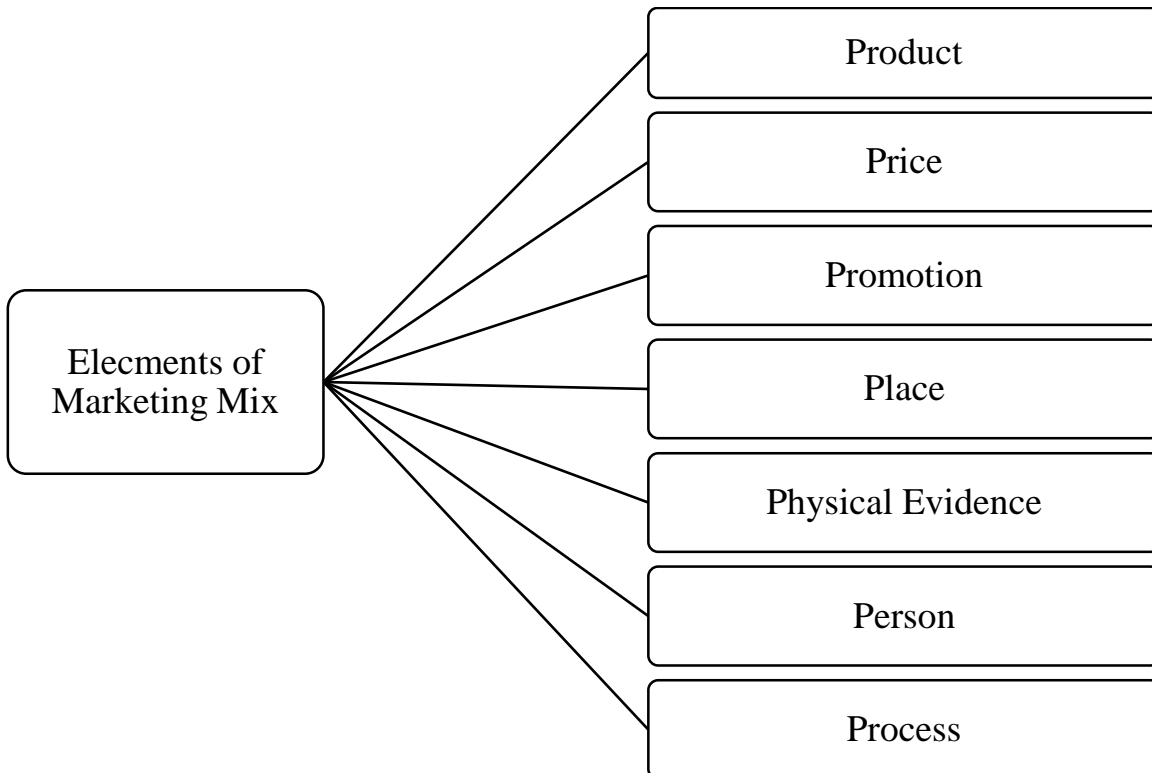 Product
Price
Promotion
Elecments of
Marketing Mix
Place
Physical Evidence
Person
Process